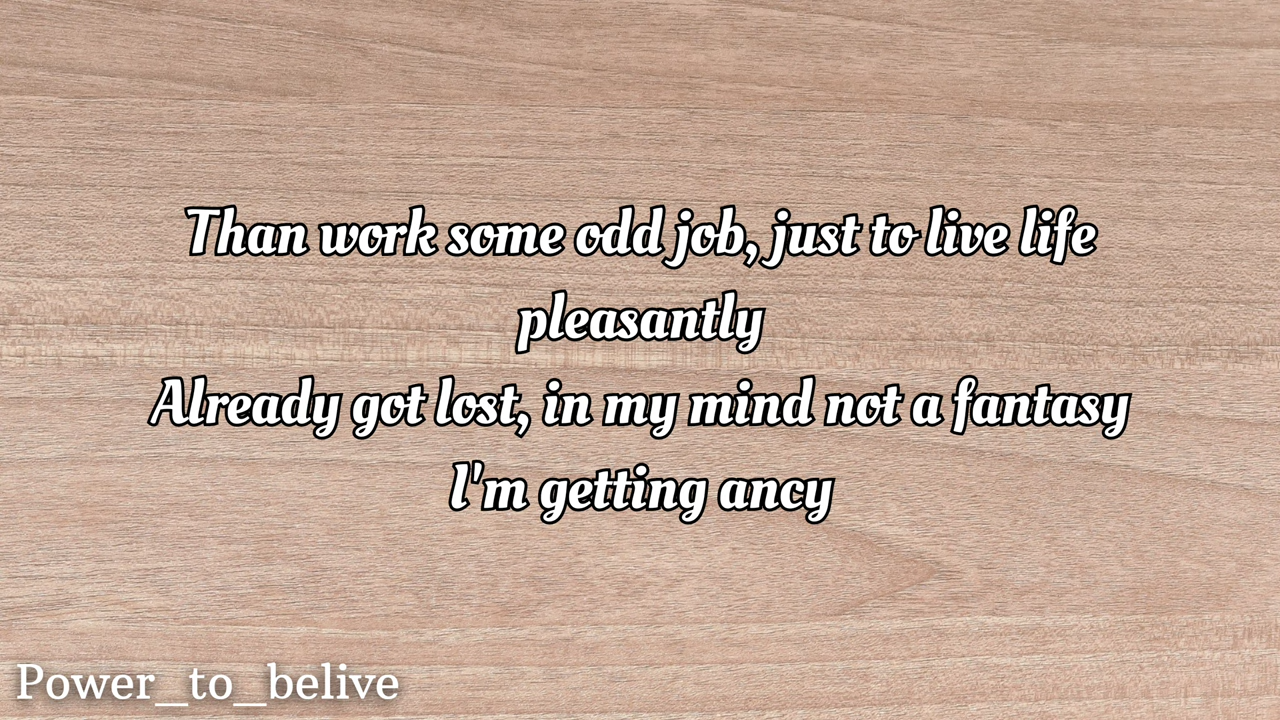 Than work some odd job, just to live life
pleasantly
Already got lost, in my mind not a fantasy
I'm getting ancy
Power_to_belive